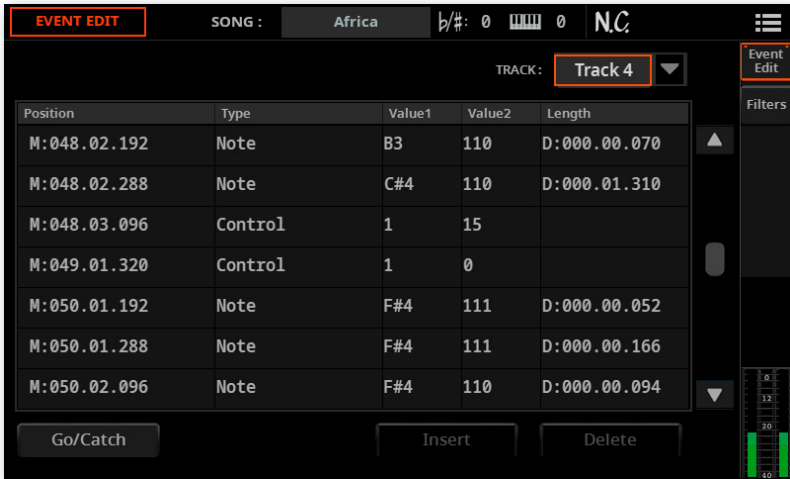 EVENT EDIT SONG : Africa b/#: 0 0 N.C.
TRACK : Track 4
Event
Edit
Filters
Position Type Value1 Value2 Length
M:048.02.192 Note B3 110 D:000.00.070
M:048.02.288 Note C#4 110 D:000.01.310
M:048.03.096 Control 1 15
M:049.01.320 Control 1 0
M:050.01.192 Note F#4 111 D:000.00.052
M:050.01.288 Note F#4 111 D:000.00.166
M:050.02.096 Note F#4 110 D:000.00.094
Go/Catch Insert Delete
0
12
20
40